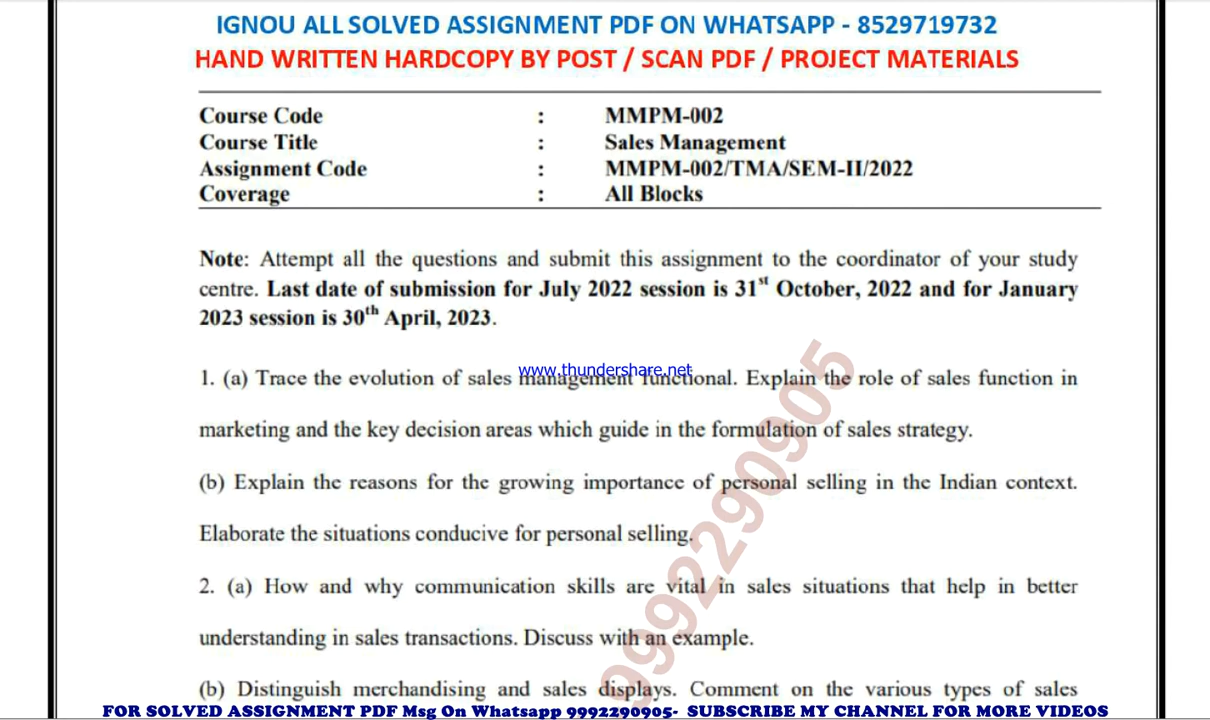 IGNOU ALL SOLVED ASSIGNMENT PDF ON WHATSAPP - 8529719732
HAND WRITTEN HARDCOPY BY POST / SCAN PDF / PROJECT MATERIALS
Course Code : MMPM-002
Course Title : Sales Management
Assignment Code : MMPM-002/TMA/SEM-II/2022
Coverage : All Blocks
Note: Attempt all the questions and submit this assignment to the coordinator of your study
centre. Last date of submission for July 2022 session is 31st October, 2022 and for January
2023 session is 30th April, 2023.
www.thundershare.net
1. (a) Trace the evolution of sales management functional. Explain the role of sales function in
marketing and the key decision areas which guide in the formulation of sales strategy.
(b) Explain the reasons for the growing importance of personal selling in the Indian context.
Elaborate the situations conducive for personal selling.
2. (a) How and why communication skills are vital in sales situations that help in better
understanding in sales transactions. Discuss with an example.
(b) Distinguish merchandising and sales displays. Comment on the various types of sales
9992290905
FOR SOLVED ASSIGNMENT PDF Msg On Whatsapp 9992290905- SUBSCRIBE MY CHANNEL FOR MORE VIDEOS